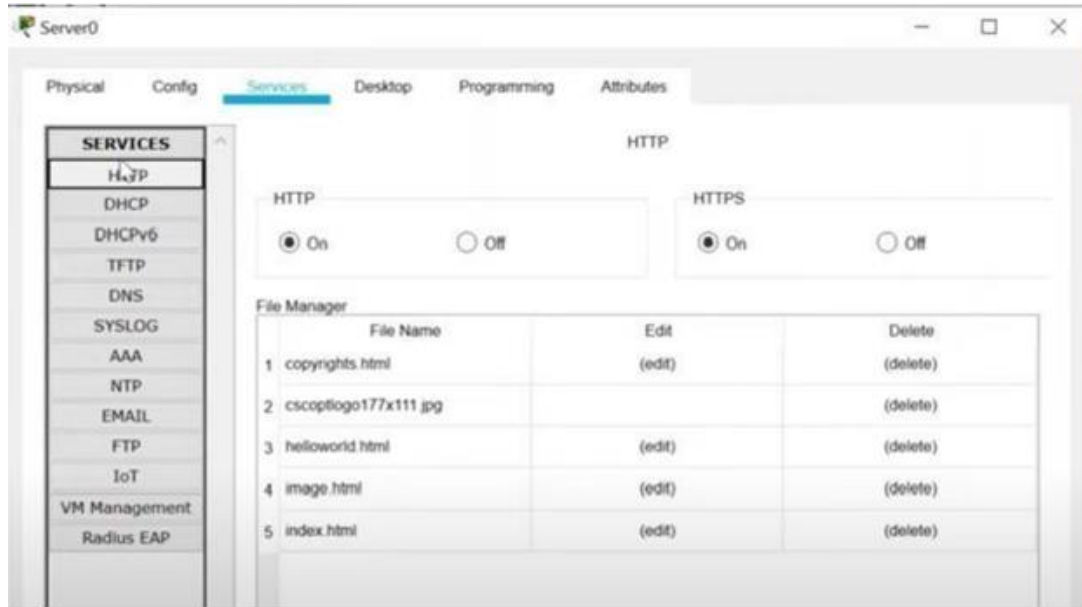 Server0
Physical Config Services Desktop Programming Attributes
SERVICES
HTTP
DHCP
DHCPv6
TFTP
DNS
SYSLOG
AAA
NTP
EMAIL
FTP
IoT
VM Management
Radius EAP
HTTP
HTTP
On Off
HTTPS
On Off
File Manager
File Name Edit Delete
1 copyrights.html (edit) (delete)
2 cscoptlogo177x111.jpg (delete)
3 helloworld.html (edit) (delete)
4 image.html (edit) (delete)
5 index.html (edit) (delete)